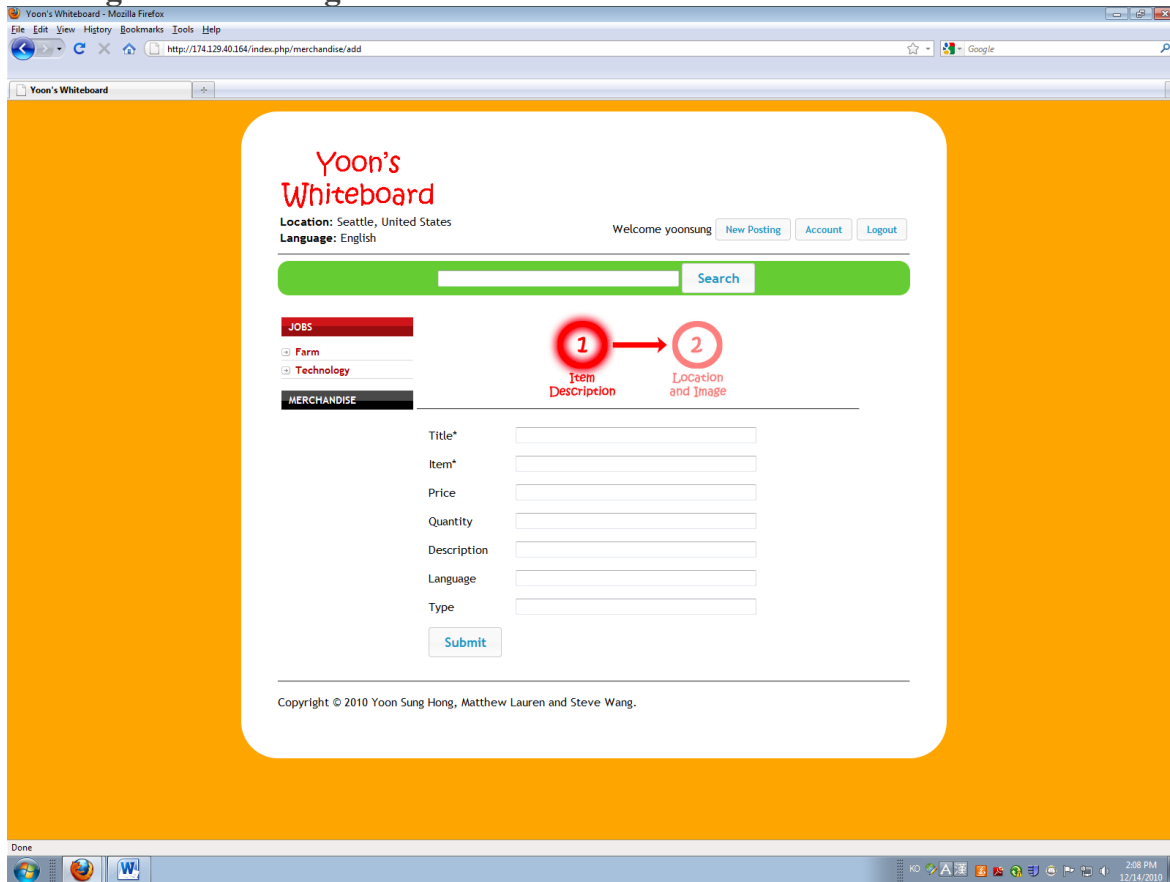 Yoon's Whiteboard - Mozilla Firefox
File Edit View History Bookmarks Tools Help
http://174.129.40.164/index.php/merchandise/add
Google
Yoon's Whiteboard
Yoon's
Whiteboard
Location: Seattle, United States
Language: English
Welcome yoonsung New Posting Account Logout
Search
JOBS
Farm
Technology
MERCHANDISE
1 2
Item Description
Location and Image
Title*
Item*
Price
Quantity
Description
Language
Type
Submit
Copyright © 2010 Yoon Sung Hong, Matthew Lauren and Steve Wang.
Done
KO A 漢
2:08 PM
12/14/2010